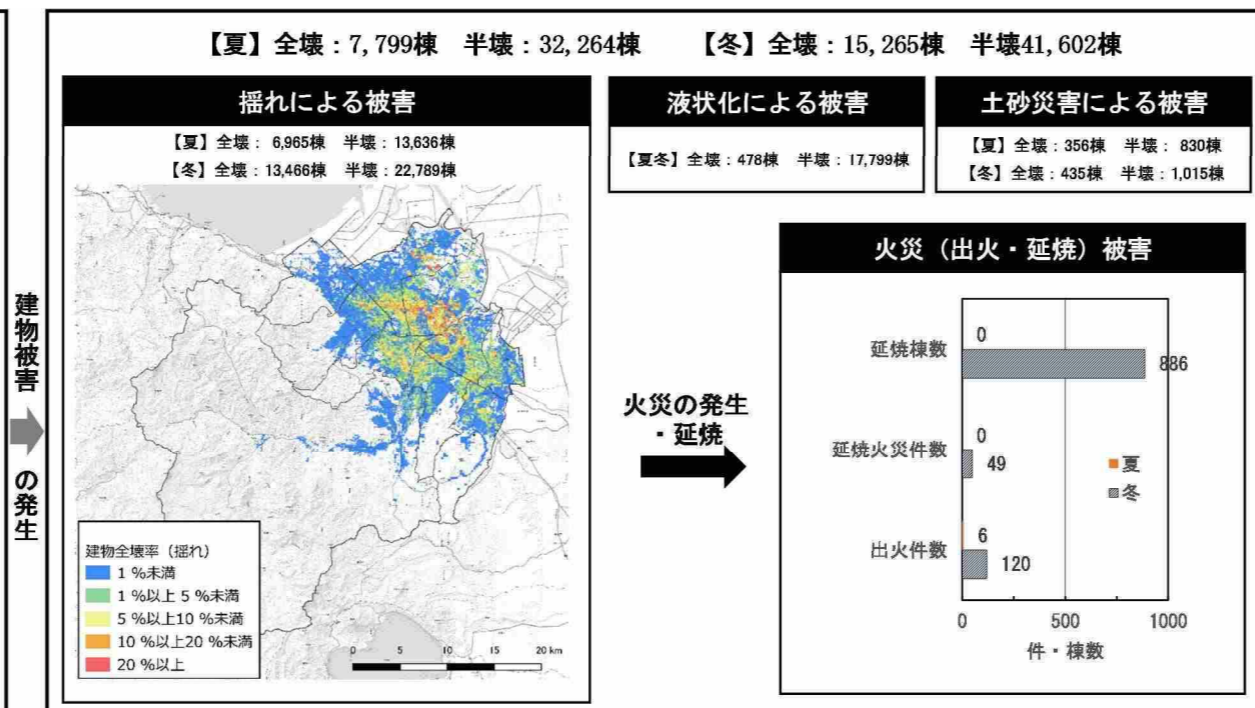 【夏】全壊：7,799棟　半壊：32,264棟　　【冬】全壊：15,265棟　半壊41,602棟
建物被害
の発生
揺れによる被害
【夏】全壊：6,965棟　半壊：13,636棟
【冬】全壊：13,466棟　半壊：22,789棟
建物全壊率（揺れ）
1 %未満
1 %以上 5 %未満
5 %以上10 %未満
10 %以上20 %未満
20 %以上
0　5　10　15　20 km
液状化による被害
【夏冬】全壊：478棟　半壊：17,799棟
土砂災害による被害
【夏】全壊：356棟　半壊： 830棟
【冬】全壊：435棟　半壊：1,015棟
火災の発生
・延焼
火災（出火・延焼）被害
延焼棟数
0
886
延焼火災件数
0
49
出火件数
6
120
夏
冬
0　500　1000
件・棟数